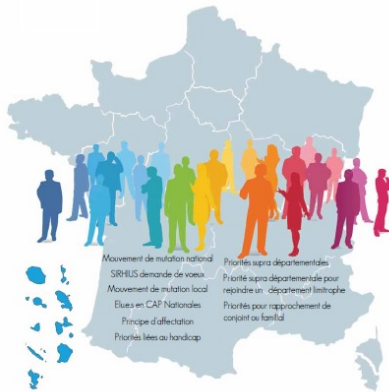 Mouvement de mutation national
SIRHIUS demande de voeux
Mouvement de mutation local
Elue.s en CAP Nationales
Principe d'affectation
Priorités liées au handicap
Priorités supra départementales
Priorité supra départementale pour
rejoindre un département limitrophe
Priorités pour rapprochement de
conjoint ou familial